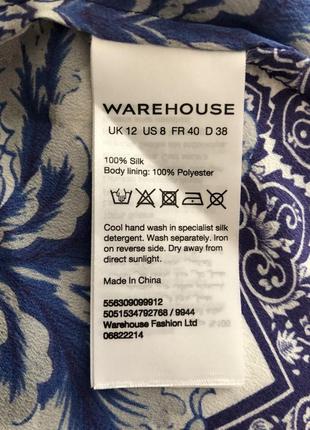 WAREHOUSE
UK 12 US 8 FR 40 D 38
100% Silk
Body lining: 100% Polyester
Cool hand wash in specialist silk
detergent. Wash separately. Iron
on reverse side. Dry away from
direct sunlight.
Made In China
556309099912
5051534792768 / 9944
Warehouse Fashion Ltd
06822214